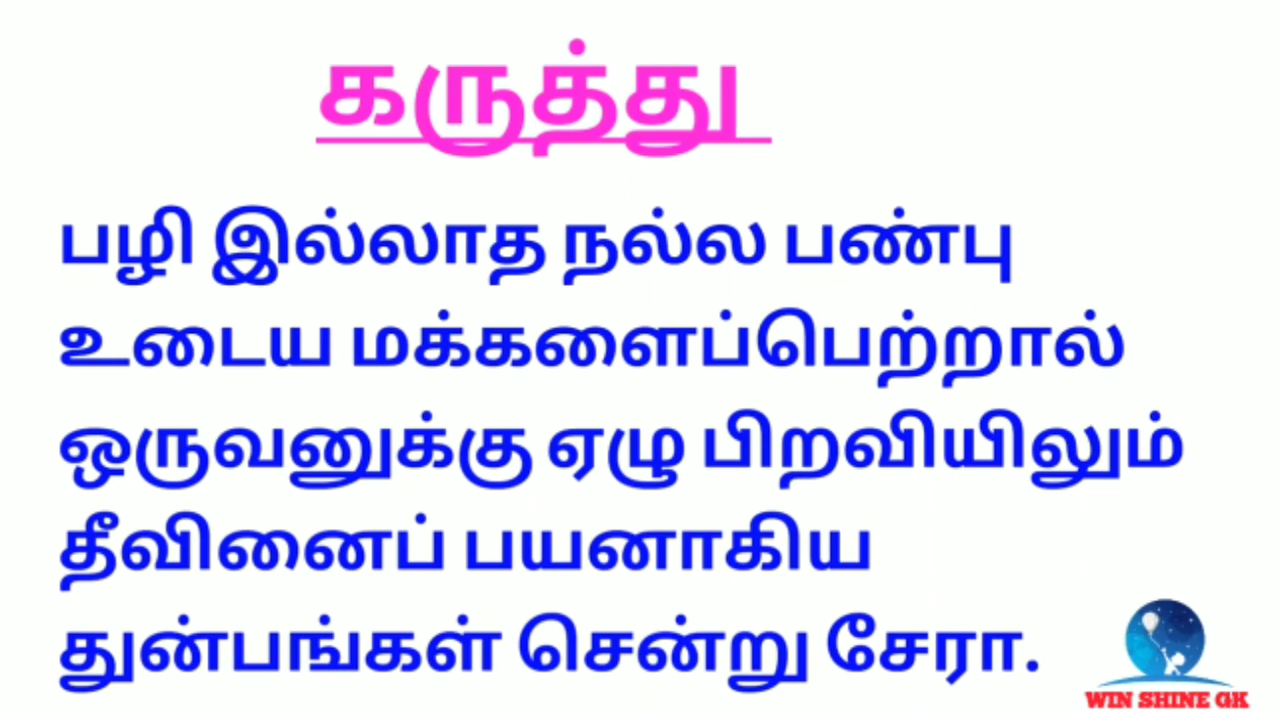 கருத்து
பழி இல்லாத நல்ல பண்பு
உடைய மக்களைப்பெற்றால்
ஒருவனுக்கு ஏழு பிறவியிலும்
தீவினைப் பயனாகிய
துன்பங்கள் சென்று சேரா.
WIN SHINE GK